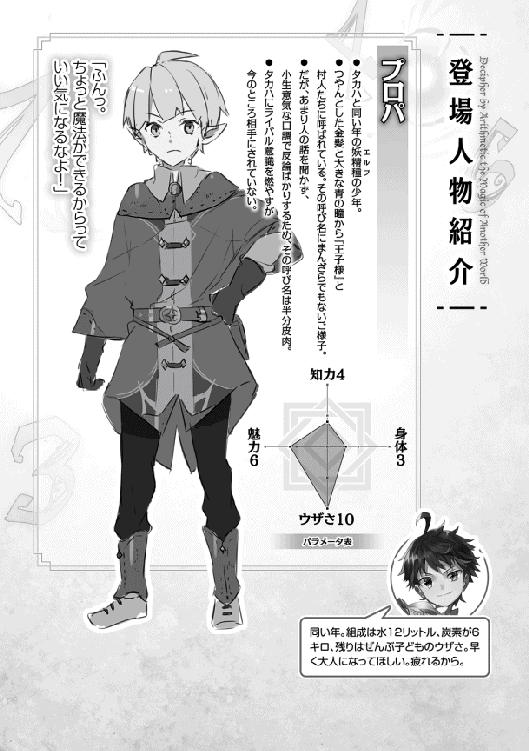 登場人物紹介
Decipher by Arithmetic the Magic of Another World
プロパ
●タカハと同い年の妖精種の少年。
エルフ
●つやんとした金髪と大きな青の瞳から『王子様』と
村人たちに呼ばれている。その呼び名にまんざらでもないご様子。
●だが、あまり人の話を聞かず、
小生意気な口調で反論ばかりするため、その呼び名は半分皮肉。
●タカハにライバル意識を燃やすが、
今のところ相手にされていない。
「ふんっ。
ちょっと魔法ができるからって
いい気になるなよー」
知力4
身体3
魅力6
ウザさ10
パラメータ表
同い年。組成は水12リットル、炭素が6
キロ、残りはぜんぶ子どものウザさ。早
く大人になってほしい。疲れるから。